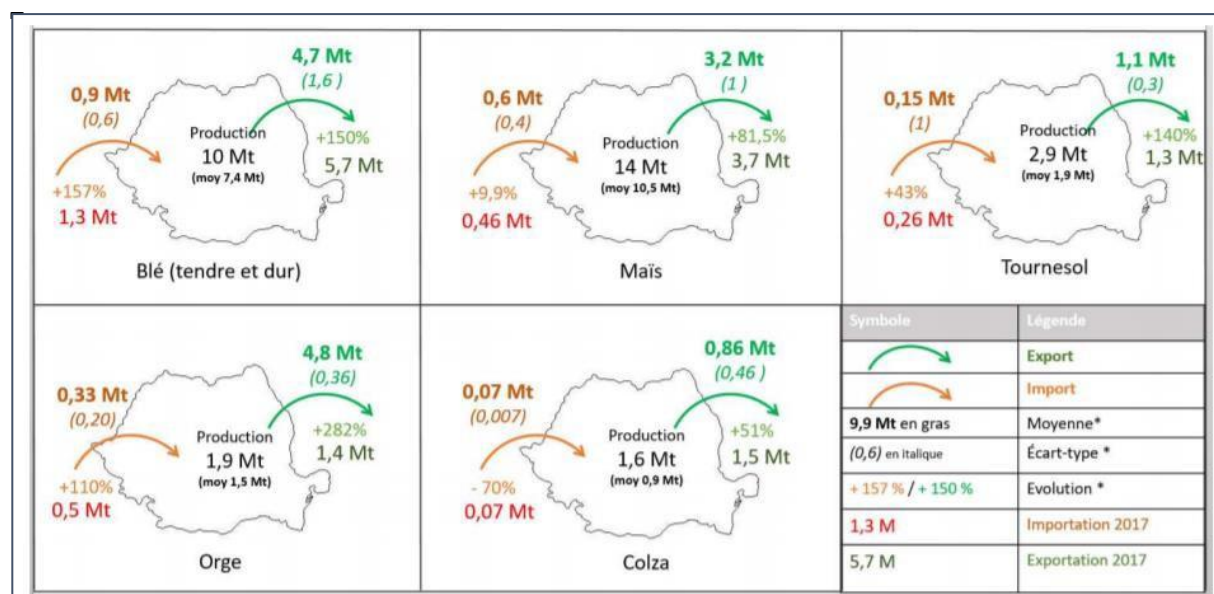 4,7 Mt
(1,6 )
0,9 Mt
(0,6)
Production
10 Mt
(moy 7,4 Mt)
+150%
5,7 Mt
+157%
1,3 Mt
Blé (tendre et dur)
3,2 Mt
(1 )
0,6 Mt
(0,4)
Production
14 Mt
(moy 10,5 Mt)
+81,5%
3,7 Mt
+9,9%
0,46 Mt
Maïs
1,1 Mt
(0,3)
0,15 Mt
(1)
Production
2,9 Mt
(moy 1,9 Mt)
+140%
1,3 Mt
+43%
0,26 Mt
Tournesol
4,8 Mt
(0,36)
0,33 Mt
(0,20)
Production
1,9 Mt
(moy 1,5 Mt)
+282%
1,4 Mt
+110%
0,5 Mt
Orge
0,86 Mt
(0,46 )
0,07 Mt
(0,007)
Production
1,6 Mt
(moy 0,9 Mt)
+51%
1,5 Mt
- 70%
0,07 Mt
Colza
Symbole Légende
Export
Import
9,9 Mt en gras Moyenne*
(0,6) en italique Écart-type *
+ 157 % / + 150 % Evolution *
1,3 M Importation 2017
5,7 M Exportation 2017